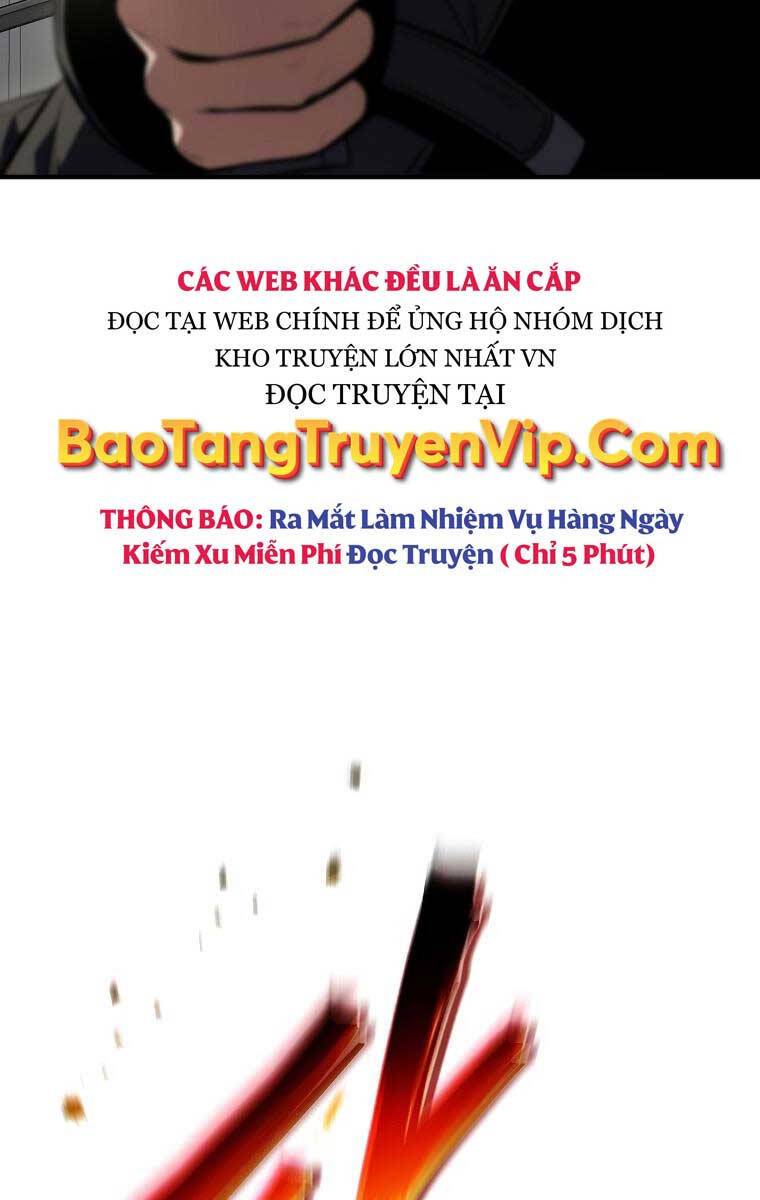 CÁC WEB KHÁC ĐỀU LÀ ĂN CẮP
ĐỌC TẠI WEB CHÍNH ĐỂ ỦNG HỘ NHÓM DỊCH
KHO TRUYỆN LỚN NHẤT VN
ĐỌC TRUYỆN TẠI
BaoTangTruyenVip.Com
THÔNG BÁO: Ra Mắt Làm Nhiệm Vụ Hàng Ngày
Kiếm Xu Miễn Phí Đọc Truyện ( Chỉ 5 Phút)